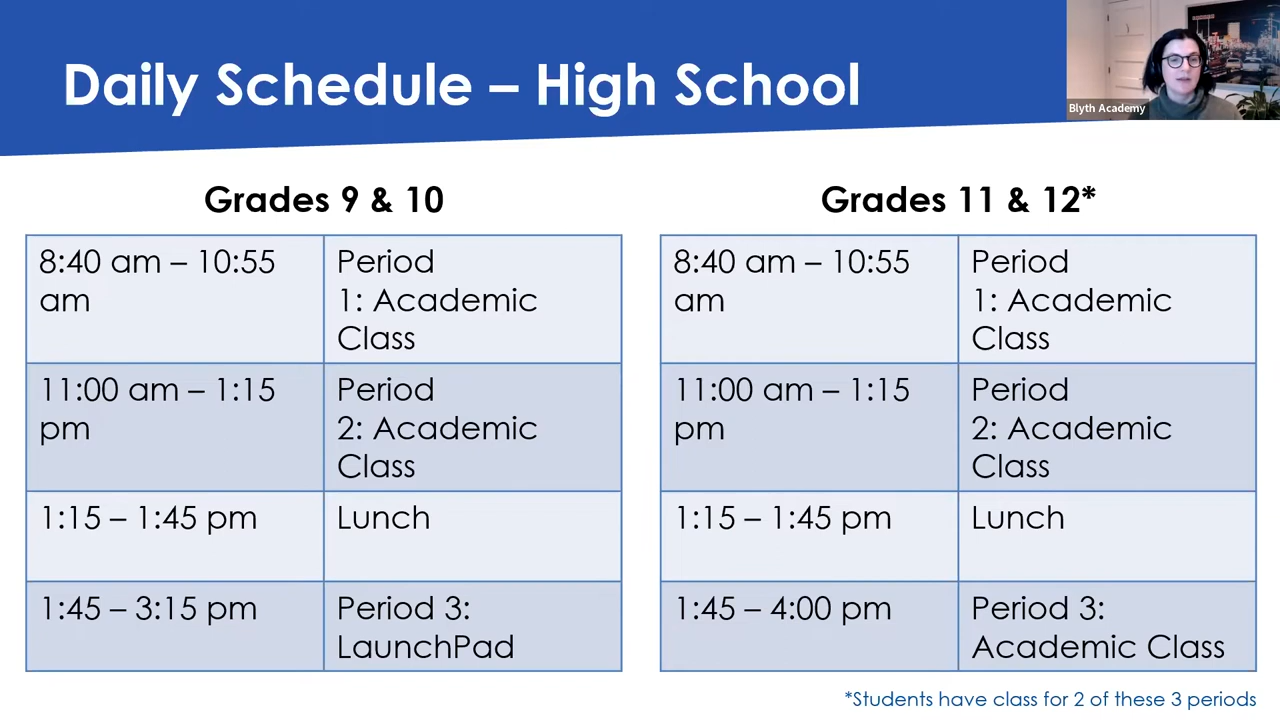 Daily Schedule – High School
Blyth Academy
Grades 9 & 10
8:40 am – 10:55
am
Period
1: Academic
Class
11:00 am – 1:15
pm
Period
2: Academic
Class
1:15 – 1:45 pm
Lunch
1:45 – 3:15 pm
Period 3:
LaunchPad
Grades 11 & 12*
8:40 am – 10:55
am
Period
1: Academic
Class
11:00 am – 1:15
pm
Period
2: Academic
Class
1:15 – 1:45 pm
Lunch
1:45 – 4:00 pm
Period 3:
Academic Class
*Students have class for 2 of these 3 periods